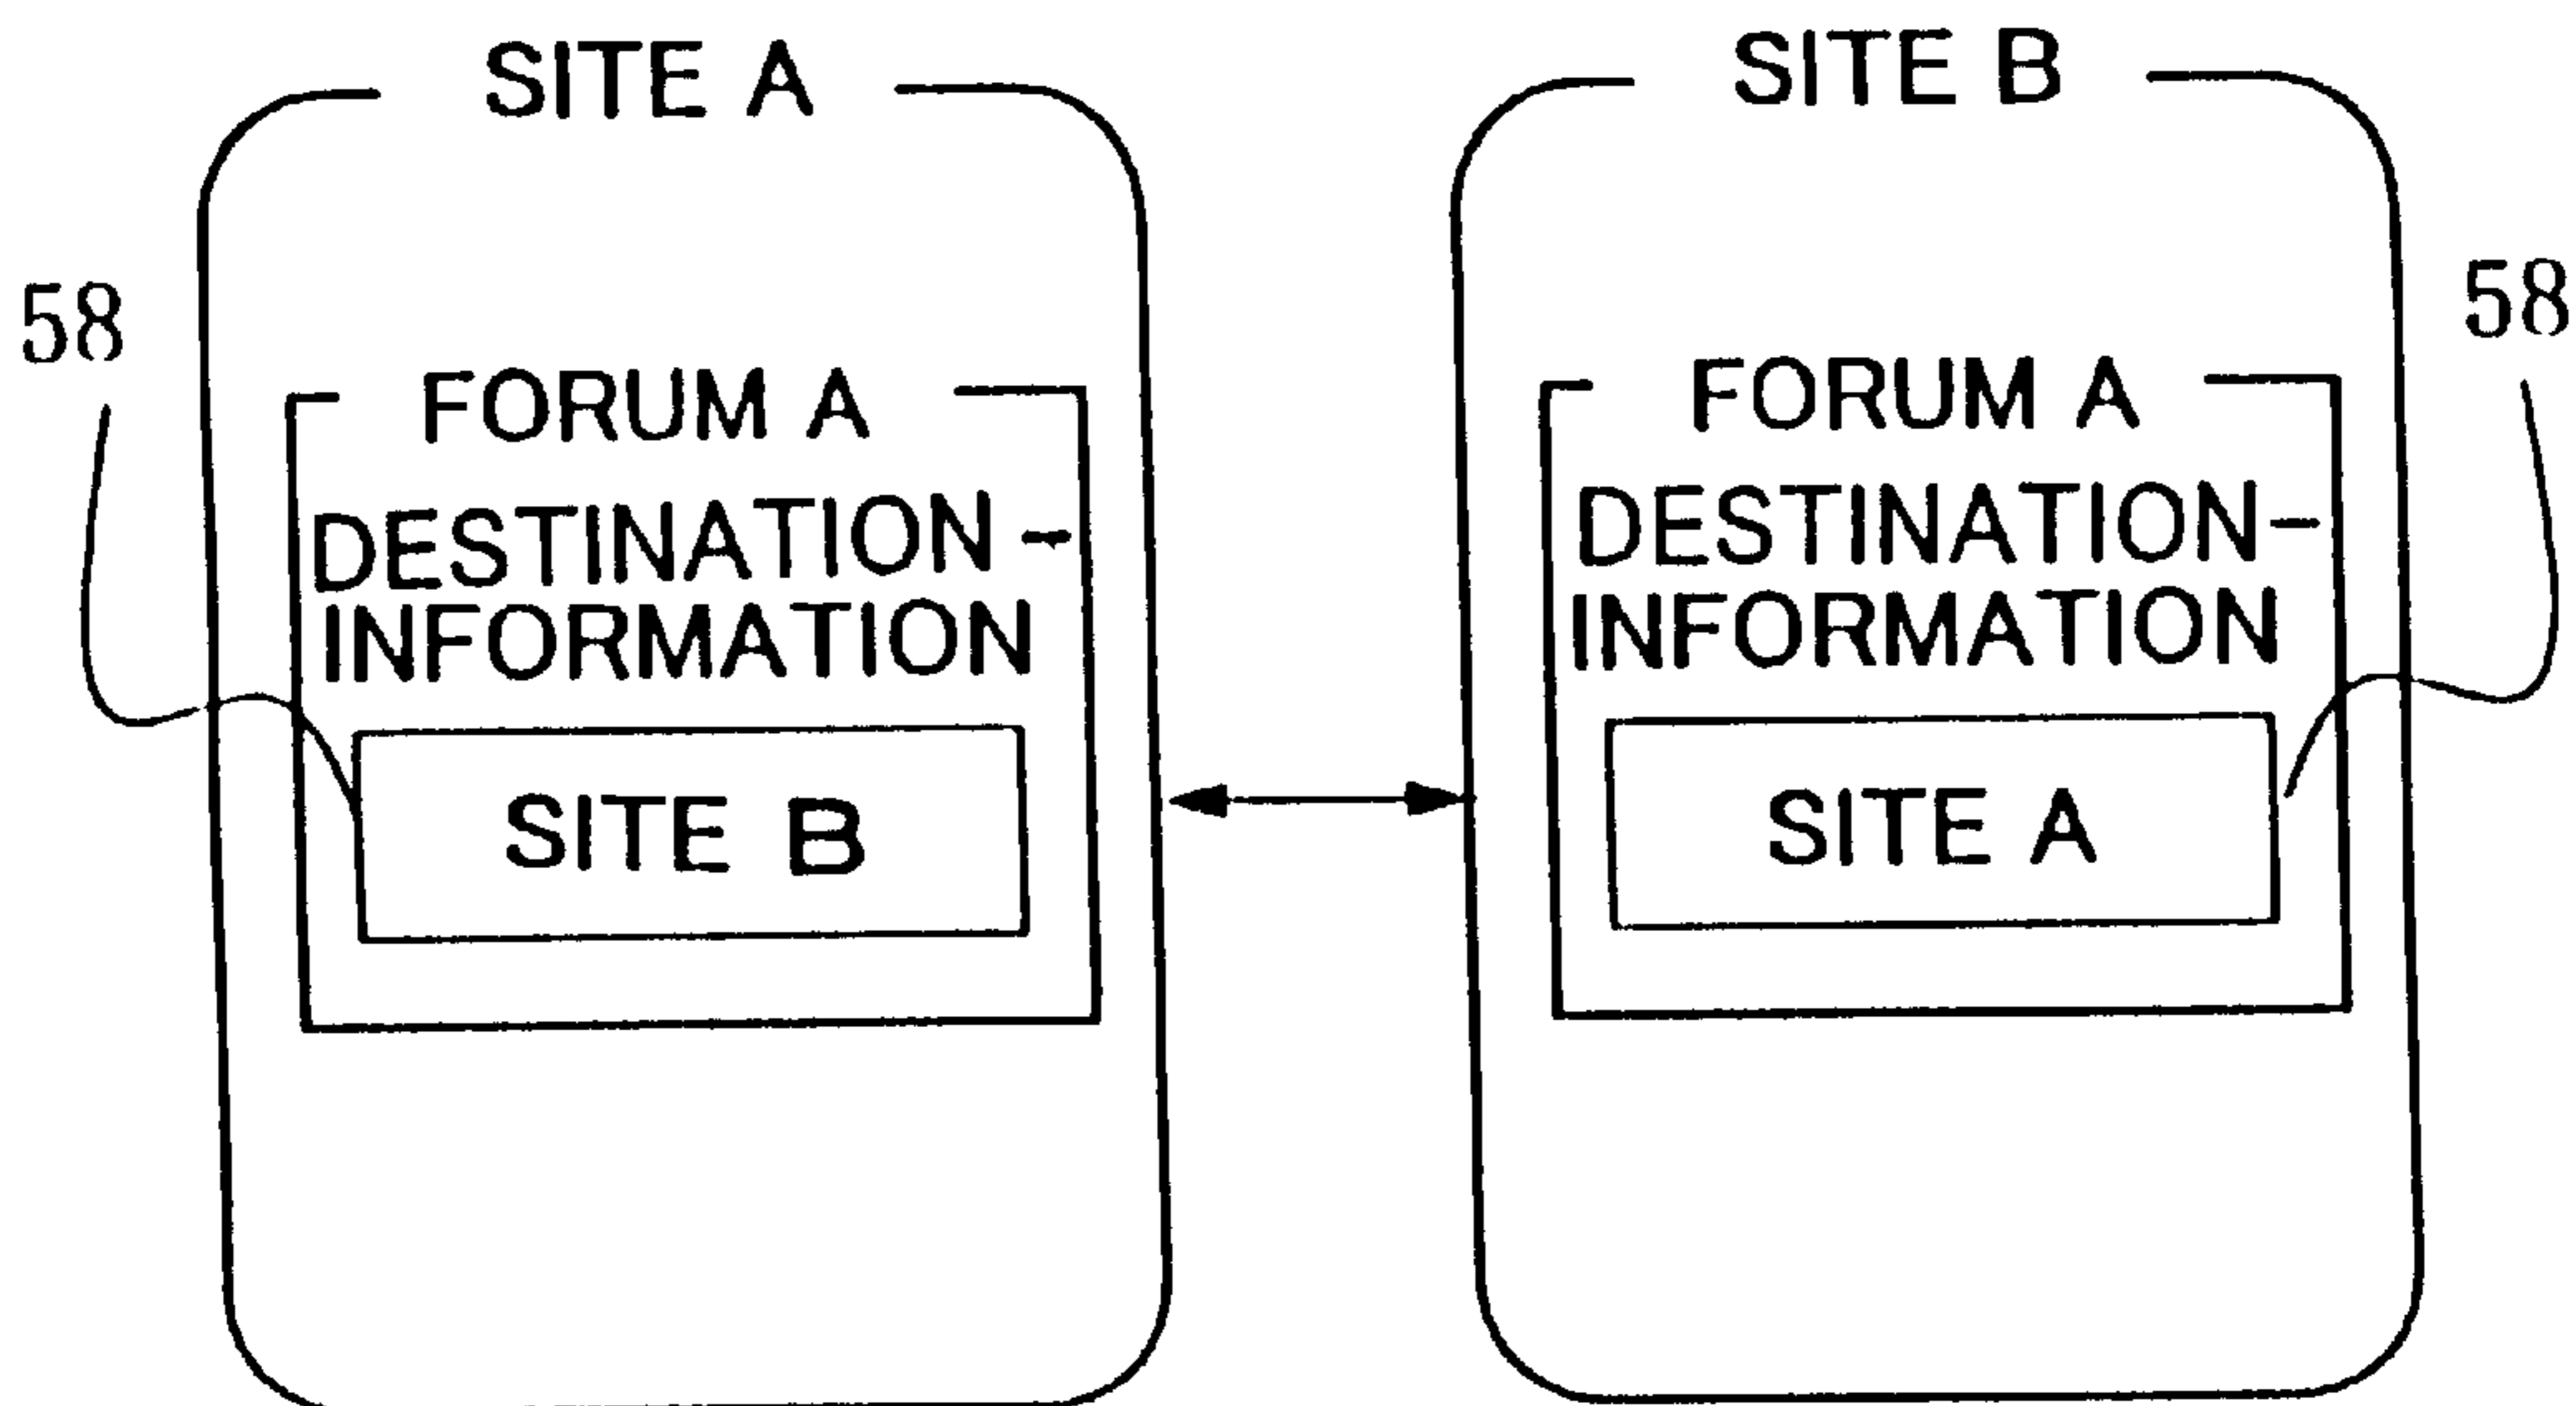 SITE A
58
FORUM A
DESTINATION-
INFORMATION
SITE B
SITE B
58
FORUM A
DESTINATION-
INFORMATION
SITE A